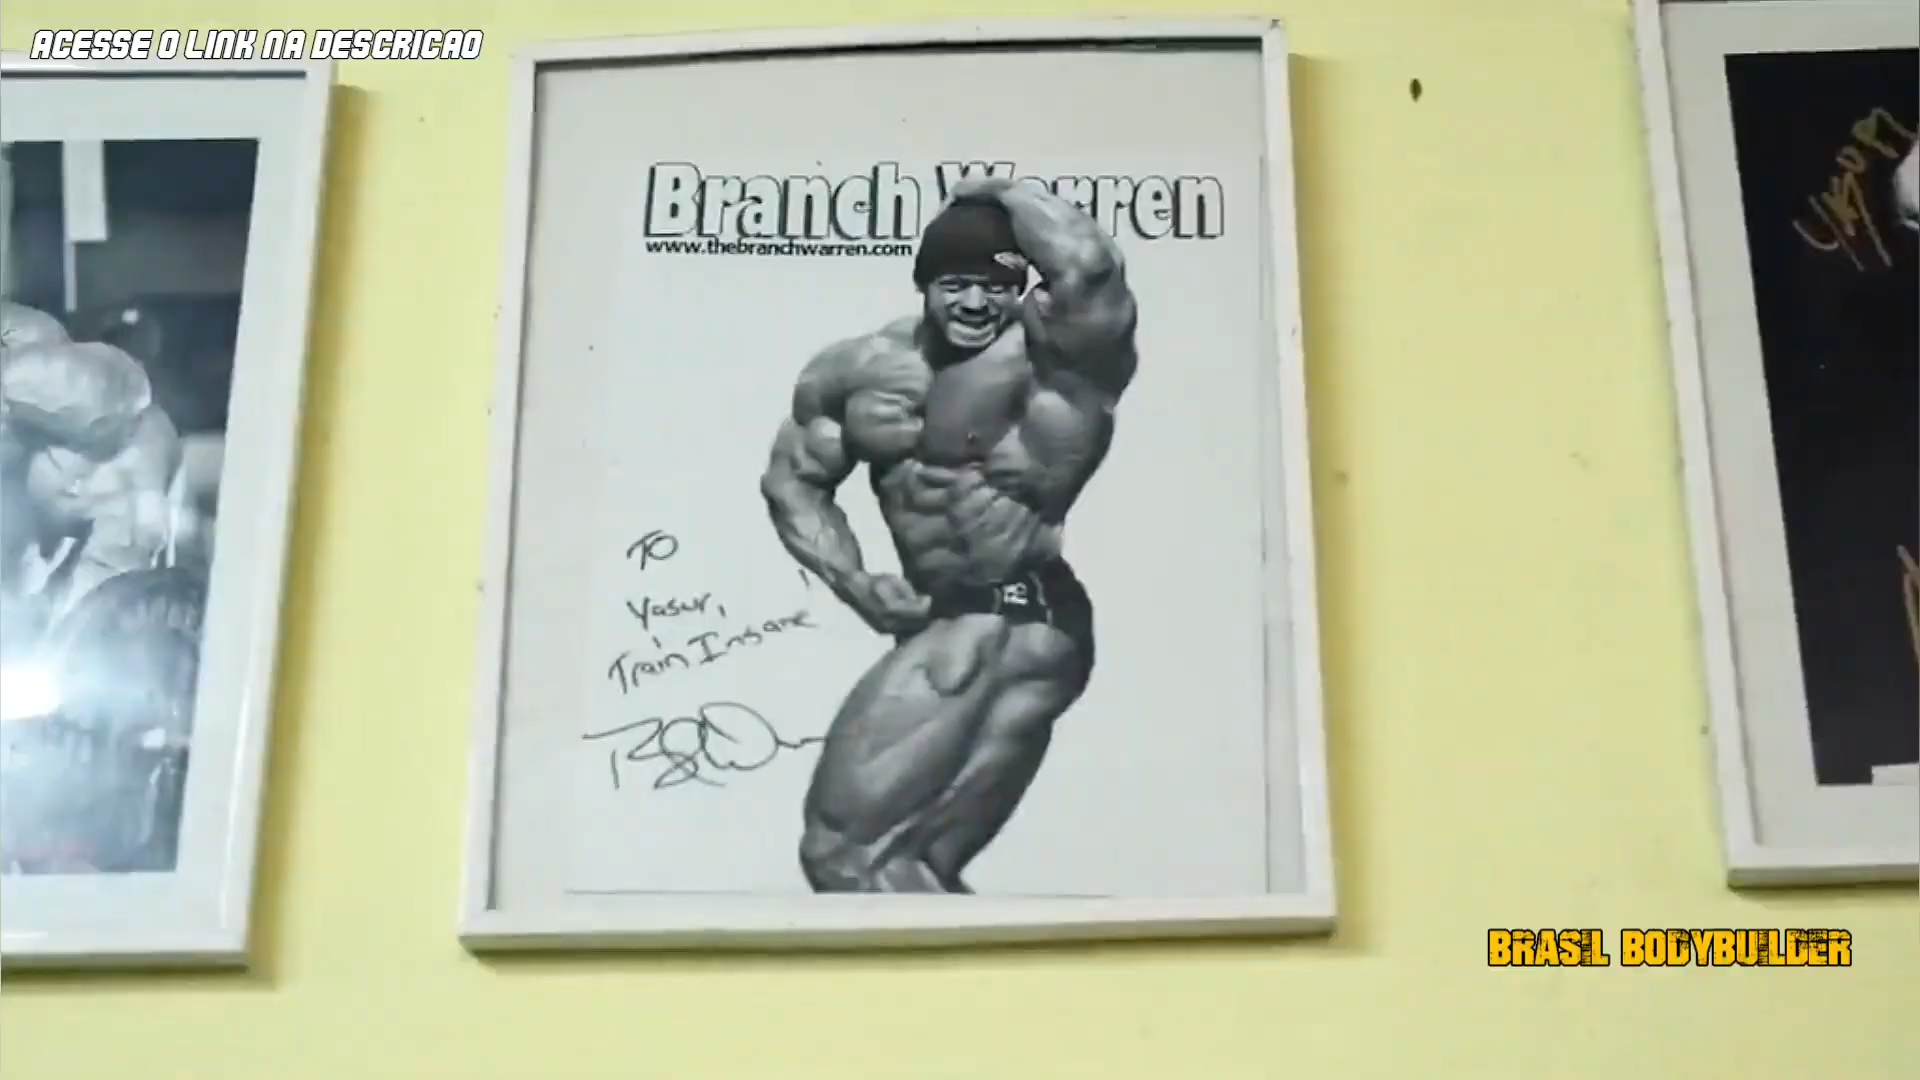 ACESSE O LINK NA DESCRICAO
Branch Warren
www.thebranchwarren.com
To
Yasur,
Train Insane
BRASIL BODYBUILDER